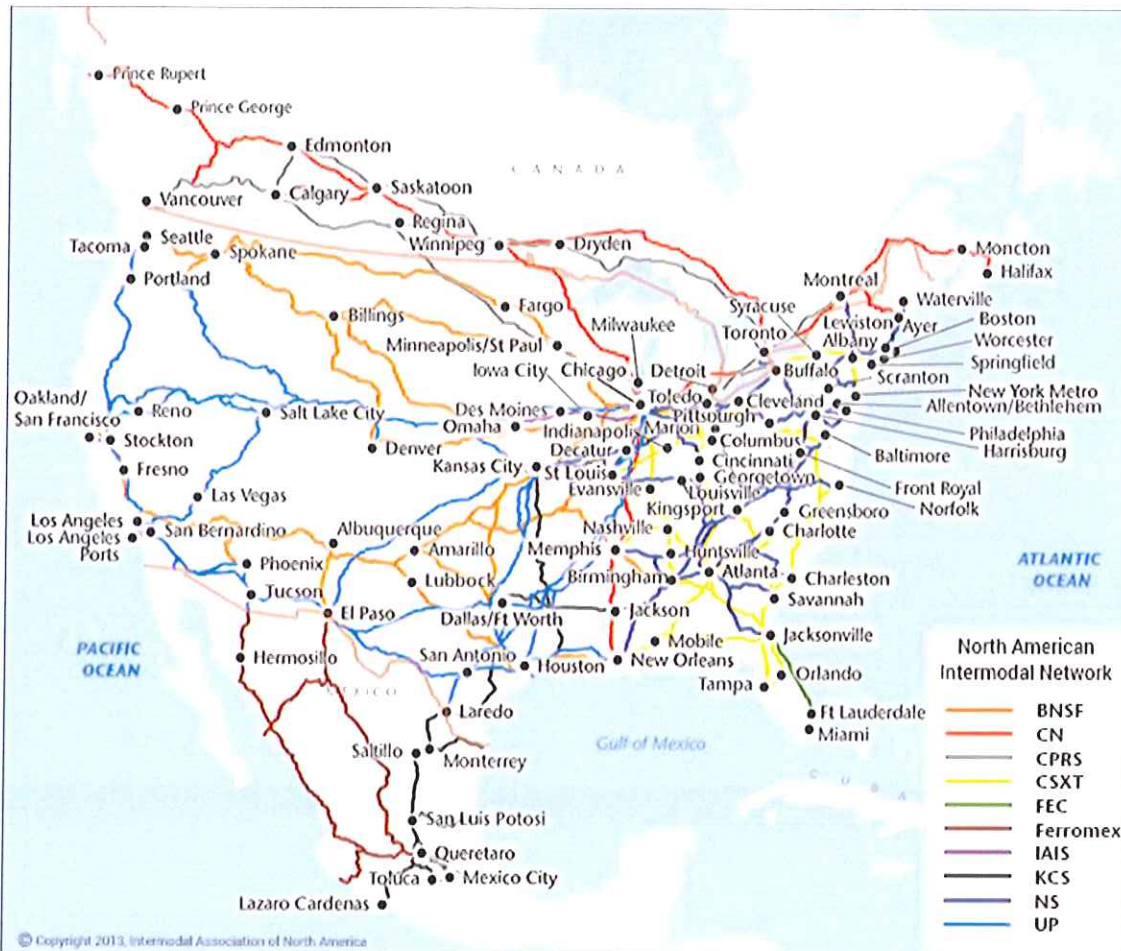 Prince Rupert
Prince George
Edmonton
CANADA
Saskatoon
Calgary
Vancouver
Regina
Winnipeg
Dryden
Moncton
Seattle
Tacoma
Spokane
Halifax
Montreal
Portland
Syracuse
Waterville
Fargo
Lewiston
Boston
Billings
Milwaukee
Toronto
Albany
Ayer
Worcester
Minneapolis/St Paul
Buffalo
Springfield
Iowa City
Chicago
Detroit
Scranton
Oakland/
San Francisco
Reno
Salt Lake City
Des Moines
Toledo
Cleveland
New York Metro
Allentown/Bethlehem
Omaha
Indianapolis
Pittsburgh
Marion
Philadelphia
Stockton
Denver
Decatur
Columbus
Baltimore
Harrisburg
Fresno
Kansas City
St Louis
Cincinnati
Las Vegas
Evansville
Georgetown
Louisville
Front Royal
Kingsport
Norfolk
Los Angeles
San Bernardino
Albuquerque
Nashville
Greensboro
Los Angeles
Ports
Amarillo
Memphis
Huntsville
Charlotte
Phoenix
Lubbock
Birmingham
Atlanta
Charleston
ATLANTIC
OCEAN
Tucson
Savannah
El Paso
Dallas/Ft Worth
Jackson
PACIFIC
OCEAN
Hermosillo
San Antonio
Houston
Mobile
New Orleans
Jacksonville
MEXICO
Tampa
Orlando
Laredo
Ft Lauderdale
Miami
Saltillo
Monterrey
Gulf of Mexico
CUBA
San Luis Potosi
Queretaro
Toluca
Mexico City
Lazaro Cardenas
North American
Intermodal Network
BNSF
CN
CPRS
CSXT
FEC
Ferromex
IAIS
KCS
NS
UP
© Copyright 2013, Intermodal Association of North America